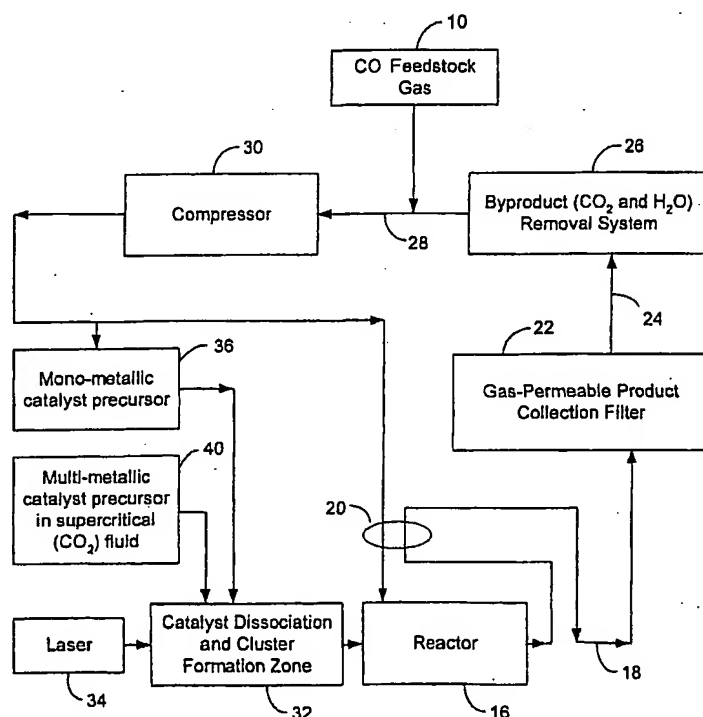 10
CO Feedstock
Gas
30
Compressor
28
26
Byproduct (CO₂ and H₂O)
Removal System
24
22
Gas-Permeable Product
Collection Filter
36
Mono-metallic
catalyst precursor
40
Multi-metallic
catalyst precursor
in supercritical
(CO₂) fluid
20
18
Laser
34
Catalyst Dissociation
and Cluster
Formation Zone
32
Reactor
16